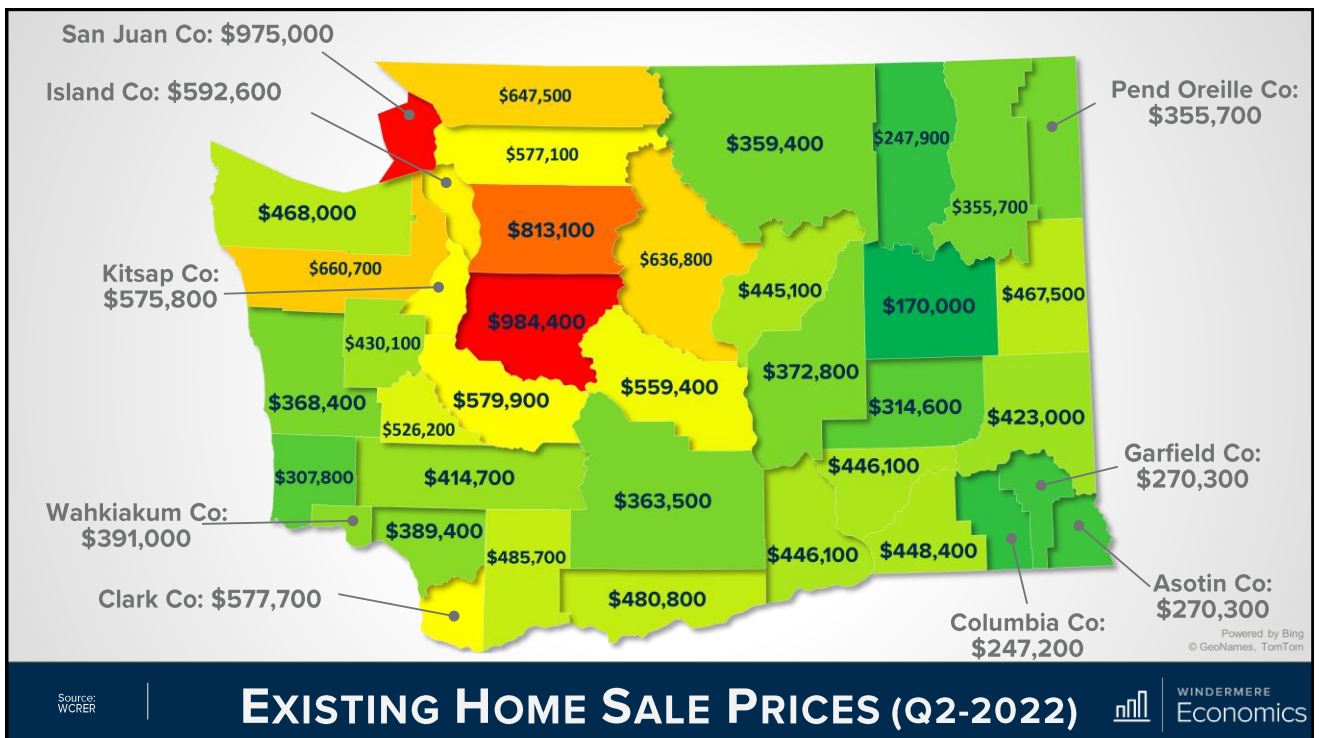 San Juan Co: $975,000
Island Co: $592,600
$647,500
$577,100
$359,400
$247,900
Pend Oreille Co:
$355,700
$355,700
$468,000
$813,100
$660,700
$636,800
Kitsap Co:
$575,800
$445,100
$170,000
$467,500
$984,400
$430,100
$372,800
$559,400
$579,900
$368,400
$314,600
$423,000
$526,200
$307,800
$414,700
$446,100
Garfield Co:
$270,300
$363,500
Wahkiakum Co:
$391,000
$389,400
$485,700
$446,100
$448,400
Clark Co: $577,700
$480,800
Asotin Co:
$270,300
Columbia Co:
$247,200
Powered by Bing
© GeoNames, TomTom
Source:
WCRER
EXISTING HOME SALE PRICES (Q2-2022)
WINDERMERE
Economics